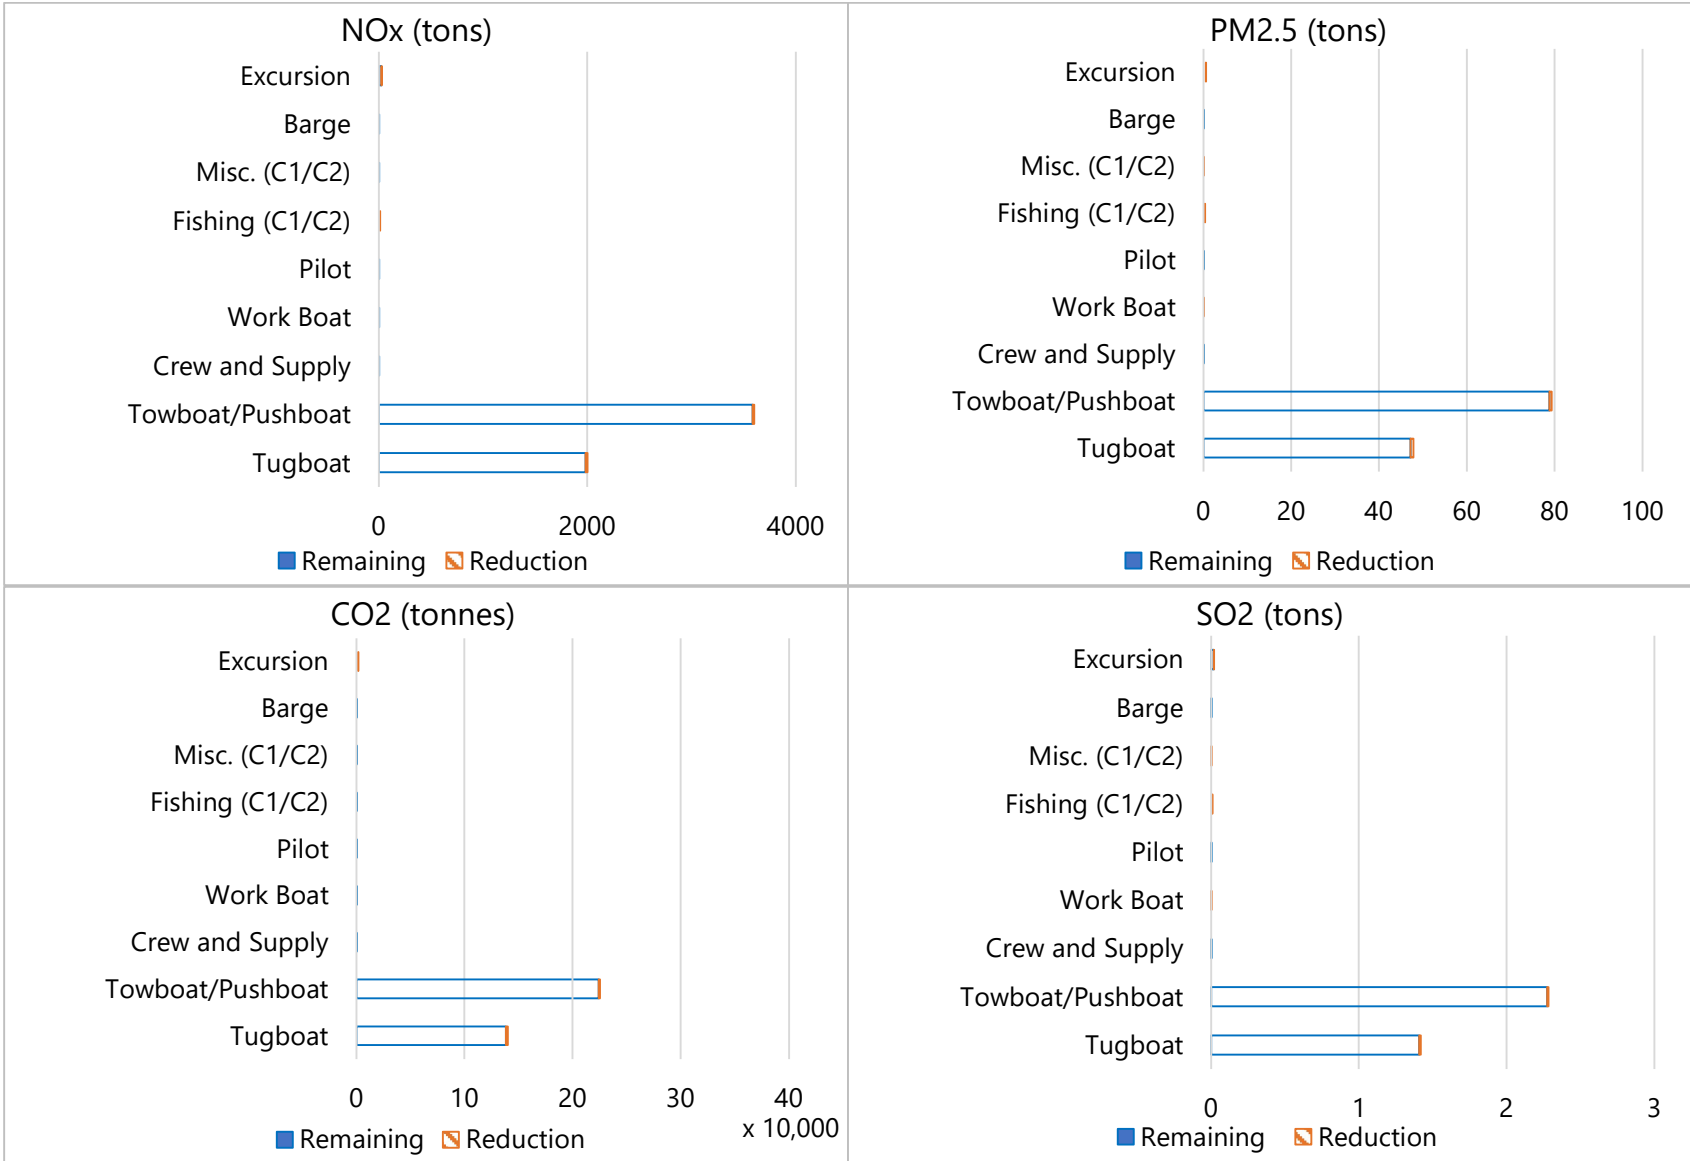 NOx (tons)
Excursion
Barge
Misc. (C1/C2)
Fishing (C1/C2)
Pilot
Work Boat
Crew and Supply
Towboat/Pushboat
Tugboat
0 2000 4000
Remaining Reduction
PM2.5 (tons)
Excursion
Barge
Misc. (C1/C2)
Fishing (C1/C2)
Pilot
Work Boat
Crew and Supply
Towboat/Pushboat
Tugboat
0 20 40 60 80 100
Remaining Reduction
CO2 (tonnes)
Excursion
Barge
Misc. (C1/C2)
Fishing (C1/C2)
Pilot
Work Boat
Crew and Supply
Towboat/Pushboat
Tugboat
0 10 20 30 40
x 10,000
Remaining Reduction
SO2 (tons)
Excursion
Barge
Misc. (C1/C2)
Fishing (C1/C2)
Pilot
Work Boat
Crew and Supply
Towboat/Pushboat
Tugboat
0 1 2 3
Remaining Reduction